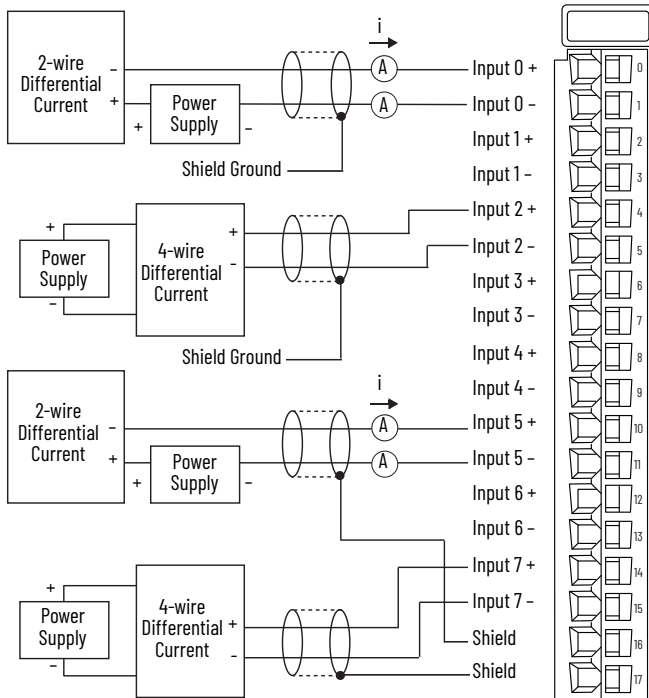 i
2-wire
Differential
Current
-
+
A
A
Power
Supply
+
-
Shield Ground
Input 0 +
Input 0 –
Input 1 +
Input 1 –
Input 2 +
Input 2 –
Input 3 +
Input 3 –
Input 4 +
Input 4 –
Input 5 +
Input 5 –
Input 6 +
Input 6 –
Input 7 +
Input 7 –
Shield
Shield
0
1
2
3
4
5
6
7
8
9
10
11
12
13
14
15
16
17
+
Power
Supply
–
4-wire
Differential
Current
+
-
Shield Ground
i
2-wire
Differential
Current
-
+
A
A
Power
Supply
+
-
+
Power
Supply
–
4-wire
Differential
Current
+
-